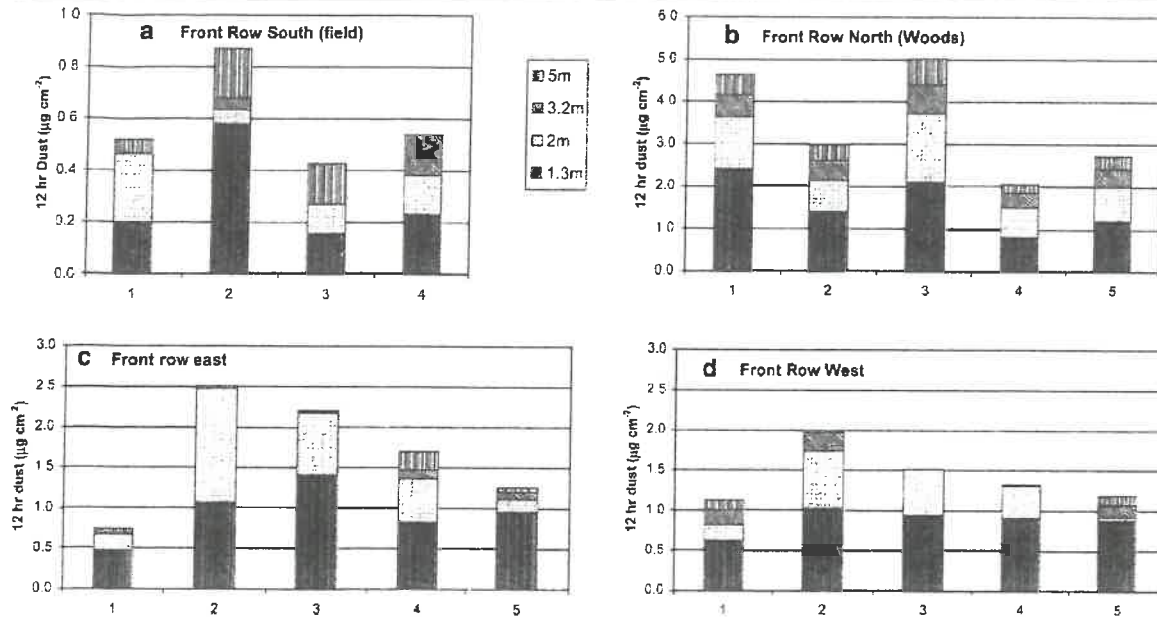 a Front Row South (field)
12 hr Dust (µg cm-2)
1.0
0.8
0.6
0.4
0.2
0.0
1 2 3 4
5m
3.2m
2m
1.3m
b Front Row North (Woods)
12 hr dust (µg cm-2)
6.0
5.0
4.0
3.0
2.0
1.0
0.0
1 2 3 4 5
c Front row east
12 hr dust (µg cm-2)
3.0
2.5
2.0
1.5
1.0
0.5
0.0
1 2 3 4 5
d Front Row West
12 hr dust (µg cm-2)
3.0
2.5
2.0
1.5
1.0
0.5
0.0
1 2 3 4 5